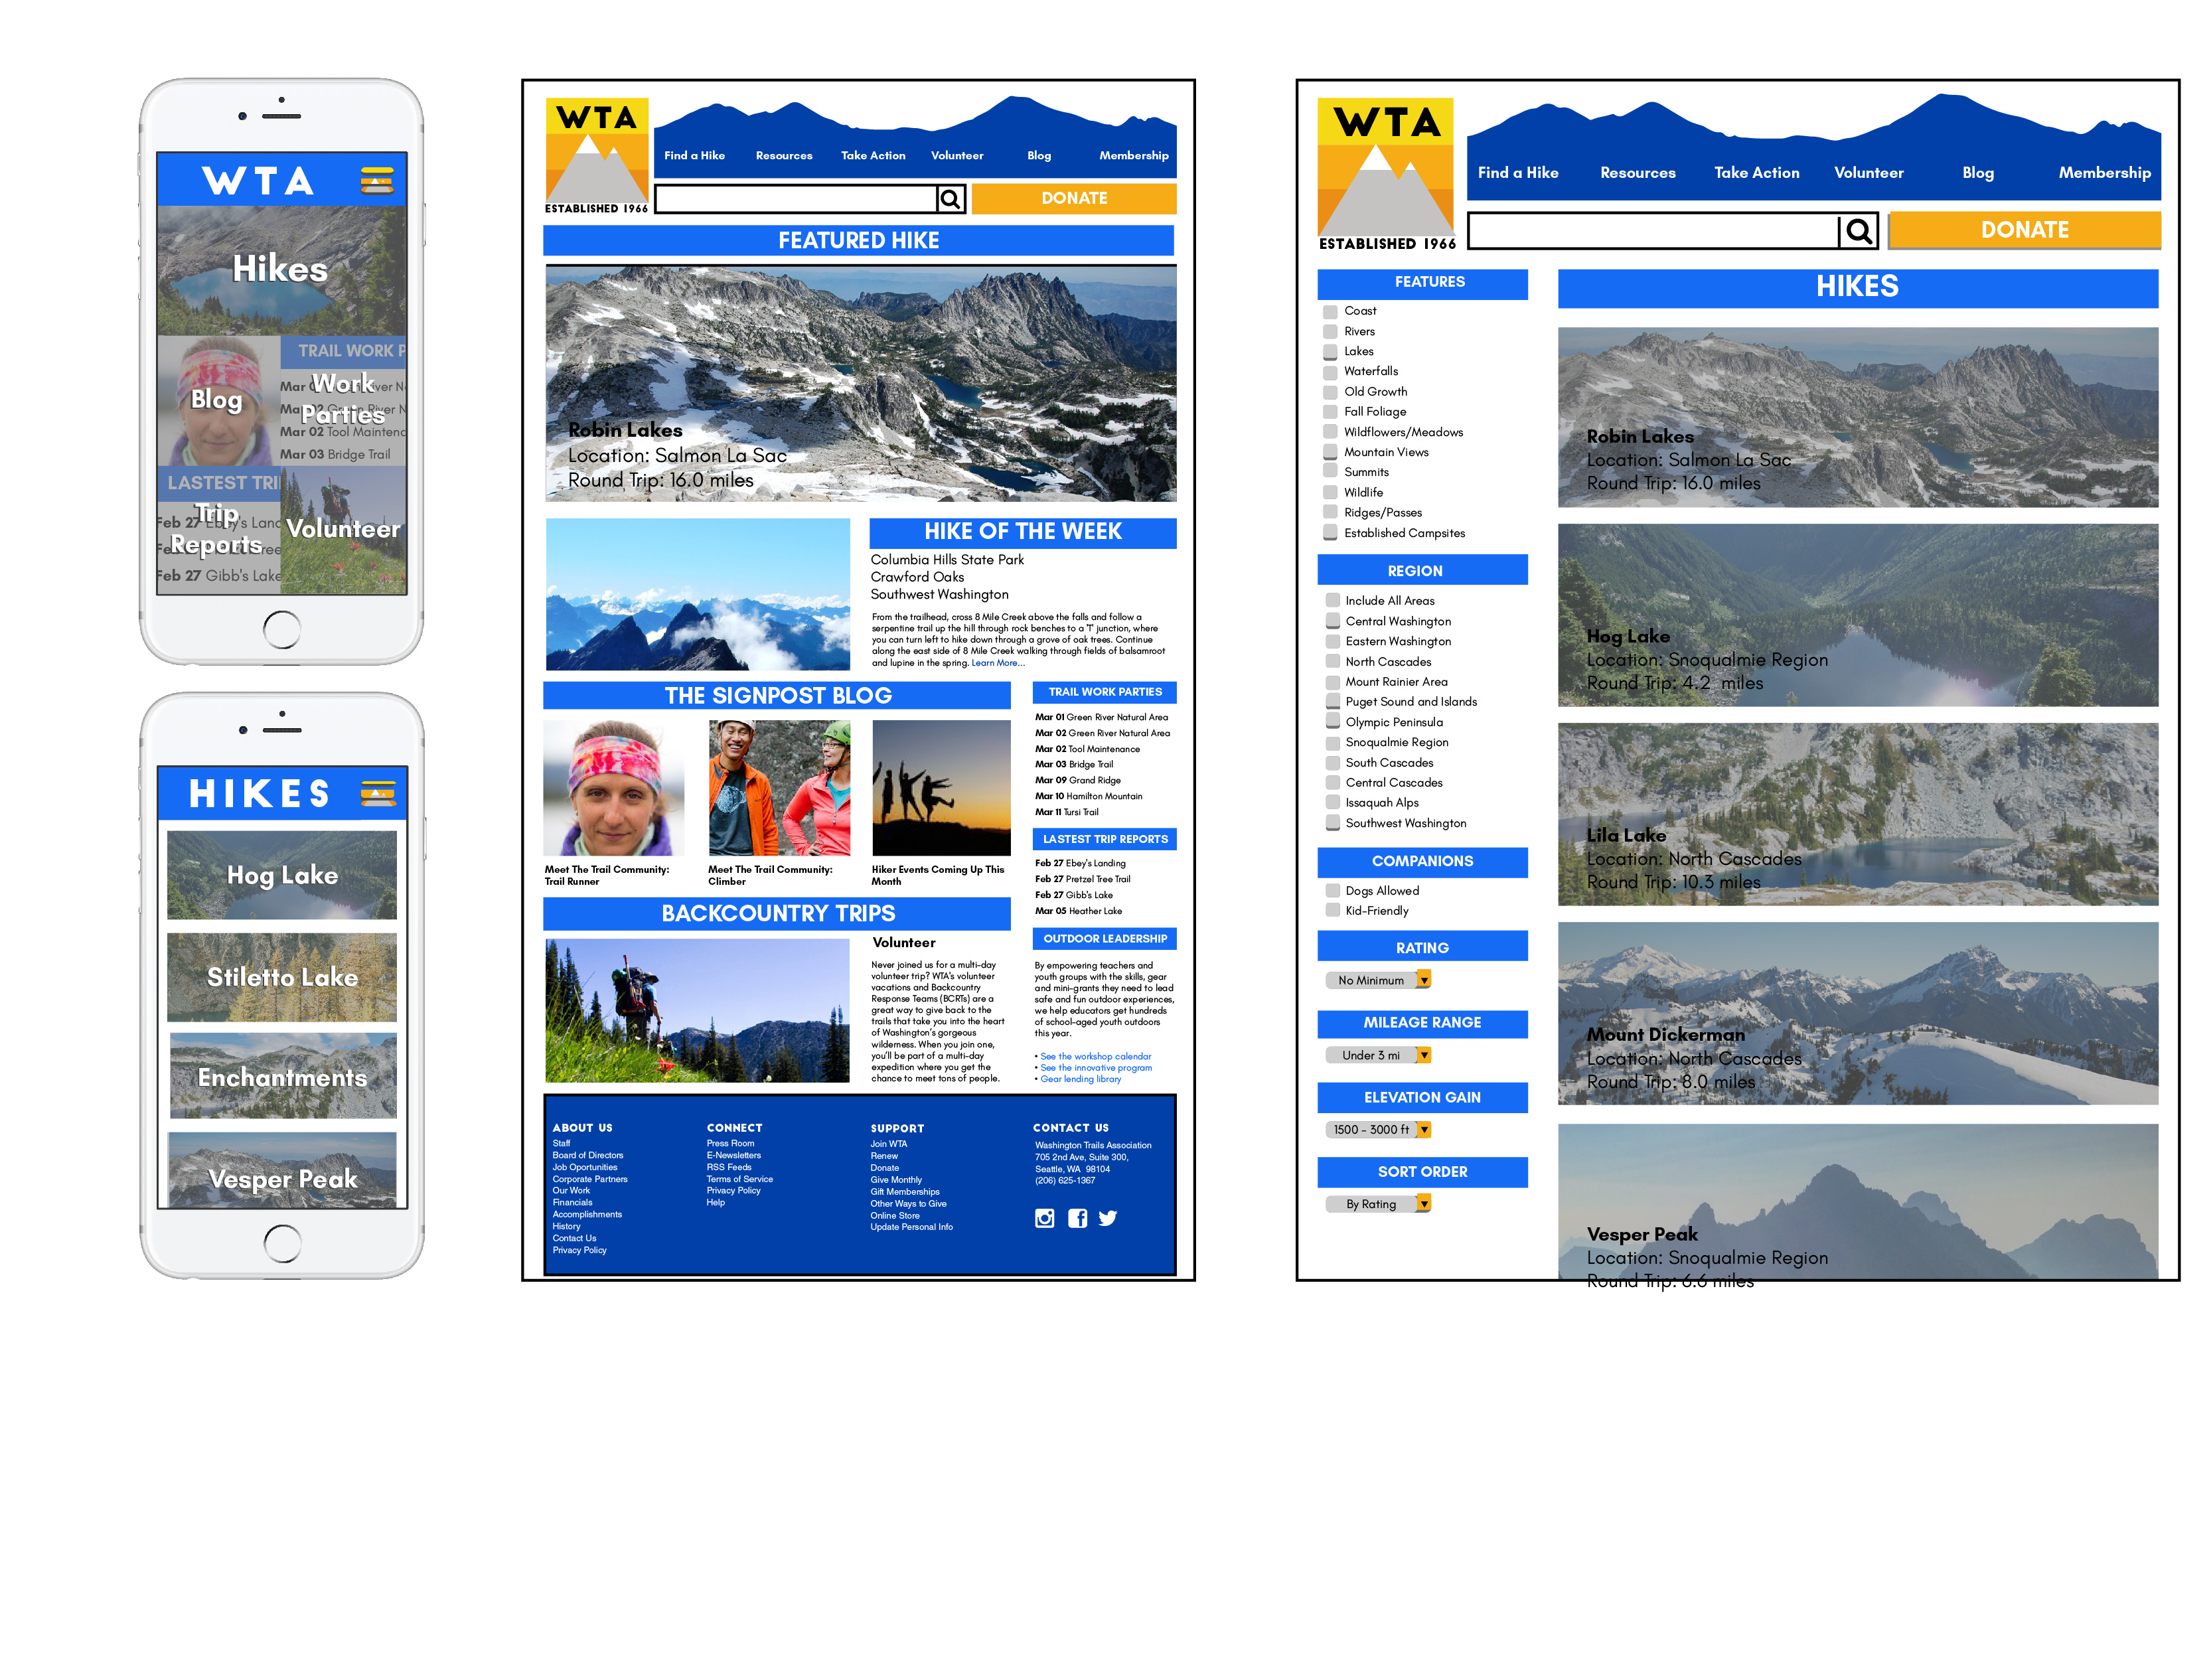 WTA
Hikes
Blog
TRAIL WORK P
Work
Parties
Mar 02 Tool Maintenanc
Mar 03 Bridge Trail
LASTEST TRI
Trip
Reports
Feb 27 Ebey's Land
Feb 27 Gibb's Lake
Volunteer
HIKES
Hog Lake
Stiletto Lake
Enchantments
Vesper Peak
WTA
ESTABLISHED 1966
Find a Hike Resources Take Action Volunteer Blog Membership
DONATE
FEATURED HIKE
Robin Lakes
Location: Salmon La Sac
Round Trip: 16.0 miles
HIKE OF THE WEEK
Columbia Hills State Park
Crawford Oaks
Southwest Washington
From the trailhead, cross 8 Mile Creek above the falls and follow a
serpentine trail up the hill through rock benches to a 'T' junction, where
you can turn left to hike down through a grove of oak trees. Continue
along the east side of 8 Mile Creek walking through fields of balsamroot
and lupine in the spring. Learn More...
THE SIGNPOST BLOG
Meet The Trail Community:
Trail Runner
Meet The Trail Community:
Climber
Hiker Events Coming Up This
Month
TRAIL WORK PARTIES
Mar 01 Green River Natural Area
Mar 02 Green River Natural Area
Mar 02 Tool Maintenance
Mar 03 Bridge Trail
Mar 09 Grand Ridge
Mar 10 Hamilton Mountain
Mar 11 Tursi Trail
LASTEST TRIP REPORTS
Feb 27 Ebey's Landing
Feb 27 Pretzel Tree Trail
Feb 27 Gibb's Lake
Mar 05 Heather Lake
BACKCOUNTRY TRIPS
Volunteer
Never joined us for a multi-day
volunteer trip? WTA's volunteer
vacations and Backcountry
Response Teams (BCRTs) are a
great way to give back to the
trails that take you into the heart
of Washington's gorgeous
wilderness. When you join one,
you'll be part of a multi-day
expedition where you get the
chance to meet tons of people.
OUTDOOR LEADERSHIP
By empowering teachers and
youth groups with the skills, gear
and mini-grants they need to lead
safe and fun outdoor experiences,
we help educators get hundreds
of school-aged youth outdoors
this year.
• See the workshop calendar
• See the innovative program
• Gear lending library
ABOUT US
Staff
Board of Directors
Job Oportunities
Corporate Partners
Our Work
Financials
Accomplishments
History
Contact Us
Privacy Policy
CONNECT
Press Room
E-Newsletters
RSS Feeds
Terms of Service
Privacy Policy
Help
SUPPORT
Join WTA
Renew
Donate
Give Monthly
Gift Memberships
Other Ways to Give
Online Store
Update Personal Info
CONTACT US
Washington Trails Association
705 2nd Ave, Suite 300,
Seattle, WA 98104
(206) 625-1367
WTA
ESTABLISHED 1966
Find a Hike Resources Take Action Volunteer Blog Membership
DONATE
FEATURES
Coast
Rivers
Lakes
Waterfalls
Old Growth
Fall Foliage
Wildflowers/Meadows
Mountain Views
Summits
Wildlife
Ridges/Passes
Established Campsites
REGION
Include All Areas
Central Washington
Eastern Washington
North Cascades
Mount Rainier Area
Puget Sound and Islands
Olympic Peninsula
Snoqualmie Region
South Cascades
Central Cascades
Issaquah Alps
Southwest Washington
COMPANIONS
Dogs Allowed
Kid-Friendly
RATING
No Minimum
MILEAGE RANGE
Under 3 mi
ELEVATION GAIN
1500 - 3000 ft
SORT ORDER
By Rating
HIKES
Robin Lakes
Location: Salmon La Sac
Round Trip: 16.0 miles
Hog Lake
Location: Snoqualmie Region
Round Trip: 4.2 miles
Lila Lake
Location: North Cascades
Round Trip: 10.3 miles
Mount Dickerman
Location: North Cascades
Round Trip: 8.0 miles
Vesper Peak
Location: Snoqualmie Region
Round Trip: 6.6 miles